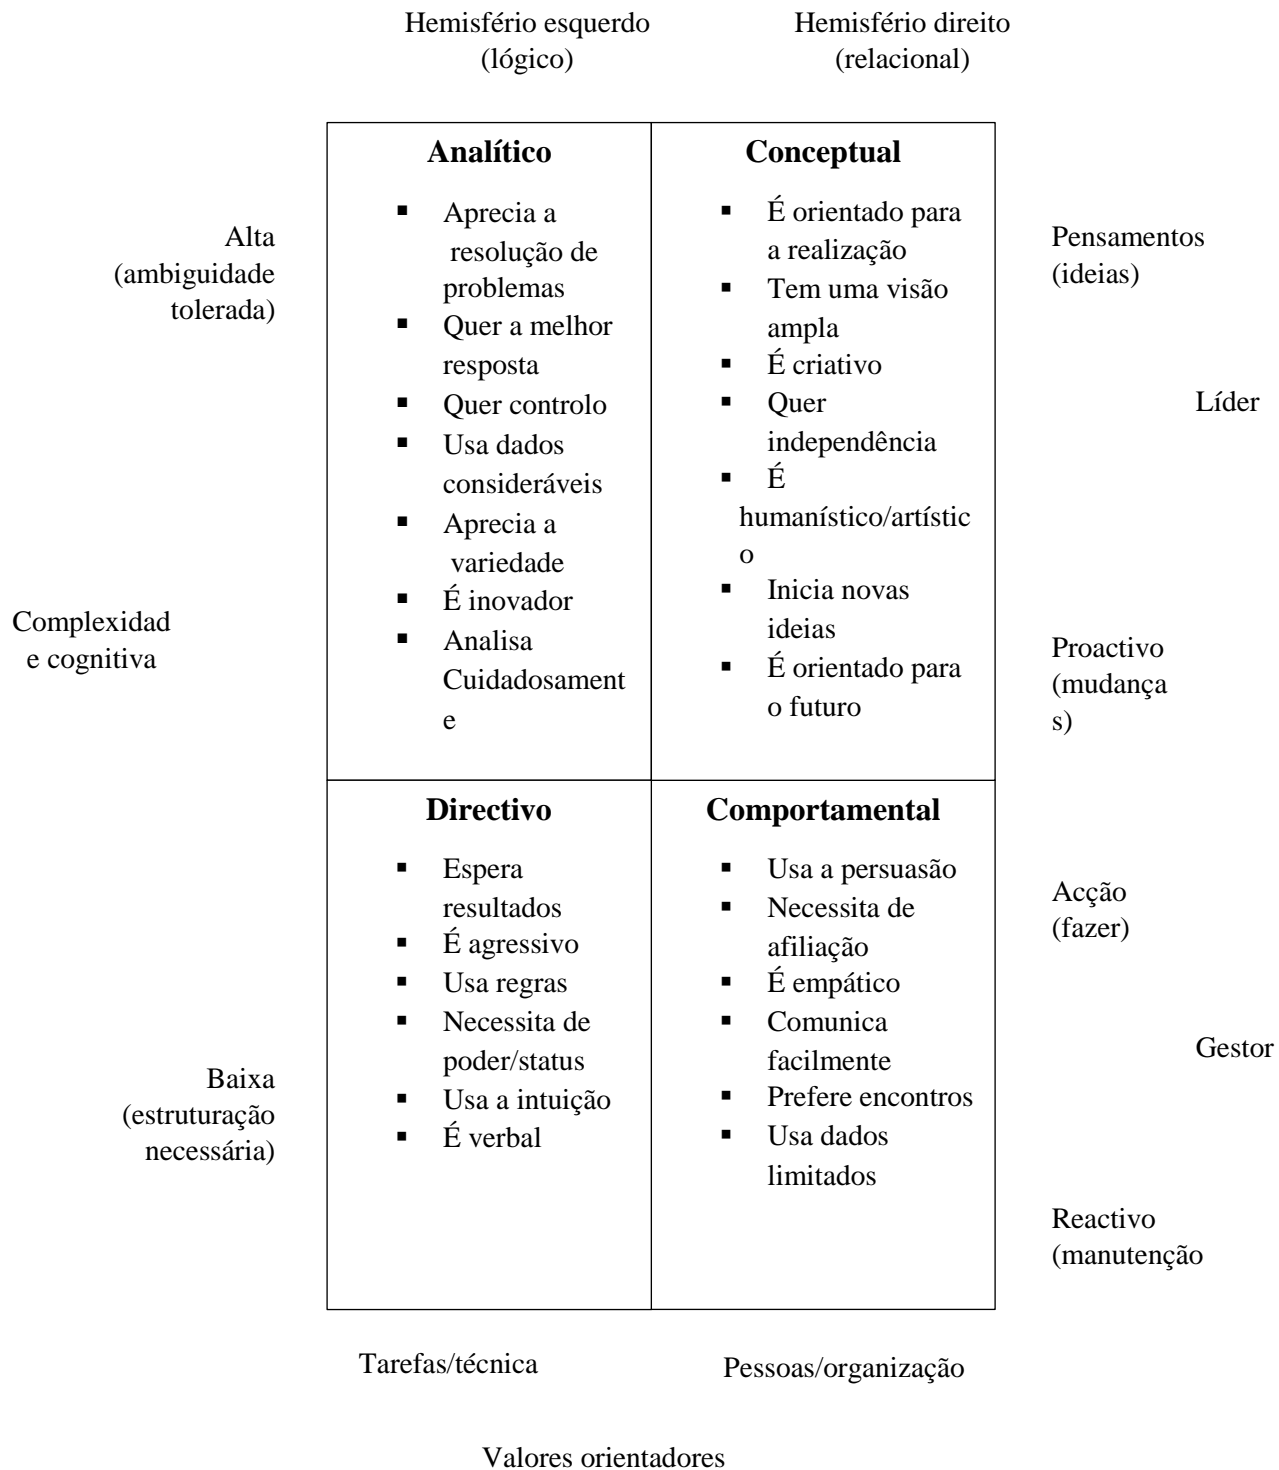 Hemisfério esquerdo
(lógico)
Hemisfério direito
(relacional)
Analítico
Aprecia a
resolução de
problemas
Quer a melhor
resposta
Quer controlo
Usa dados
consideráveis
Aprecia a
variedade
É inovador
Analisa
Cuidadosament
e
Conceptual
É orientado para
a realização
Tem uma visão
ampla
É criativo
Quer
independência
É
humanístico/artístic
o
Inicia novas
ideias
É orientado para
o futuro
Alta
(ambiguidade
tolerada)
Complexidad
e cognitiva
Baixa
(estruturação
necessária)
Directivo
Espera
resultados
É agressivo
Usa regras
Necessita de
poder/status
Usa a intuição
É verbal
Comportamental
Usa a persuasão
Necessita de
afiliação
É empático
Comunica
facilmente
Prefere encontros
Usa dados
limitados
Pensamentos
(ideias)
Líder
Proactivo
(mudança
s)
Acção
(fazer)
Gestor
Reactivo
(manutenção
Tarefas/técnica
Pessoas/organização
Valores orientadores